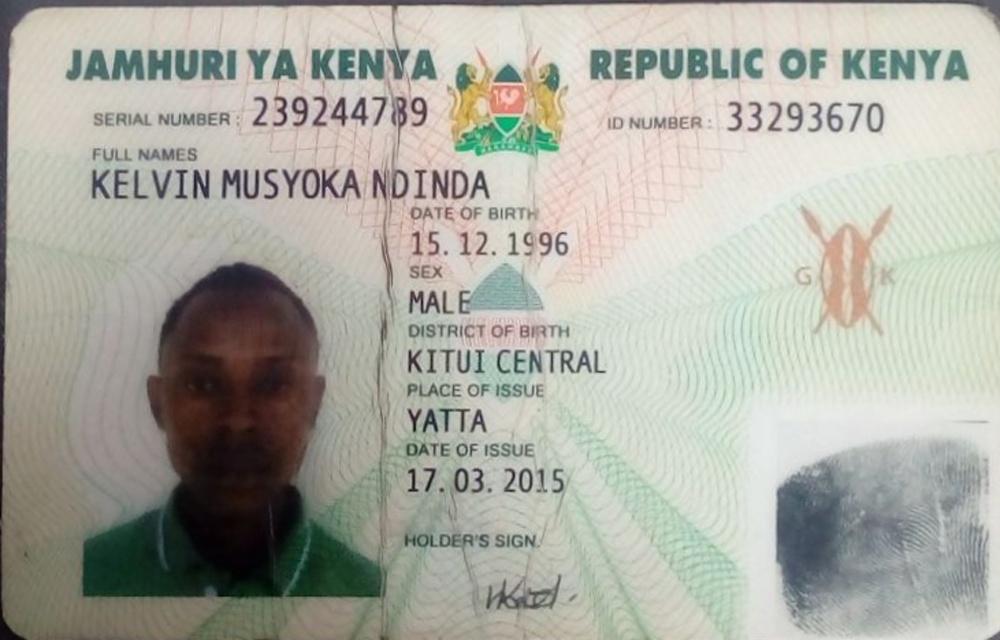 JAMHURI YA KENYA
REPUBLIC OF KENYA
SERIAL NUMBER : 239244789
ID NUMBER : 33293670
FULL NAMES
KELVIN MUSYOKA NDINDA
DATE OF BIRTH
15. 12. 1996
SEX
MALE
G K
DISTRICT OF BIRTH
KITUI CENTRAL
PLACE OF ISSUE
YATTA
DATE OF ISSUE
17. 03. 2015
HOLDER'S SIGN.